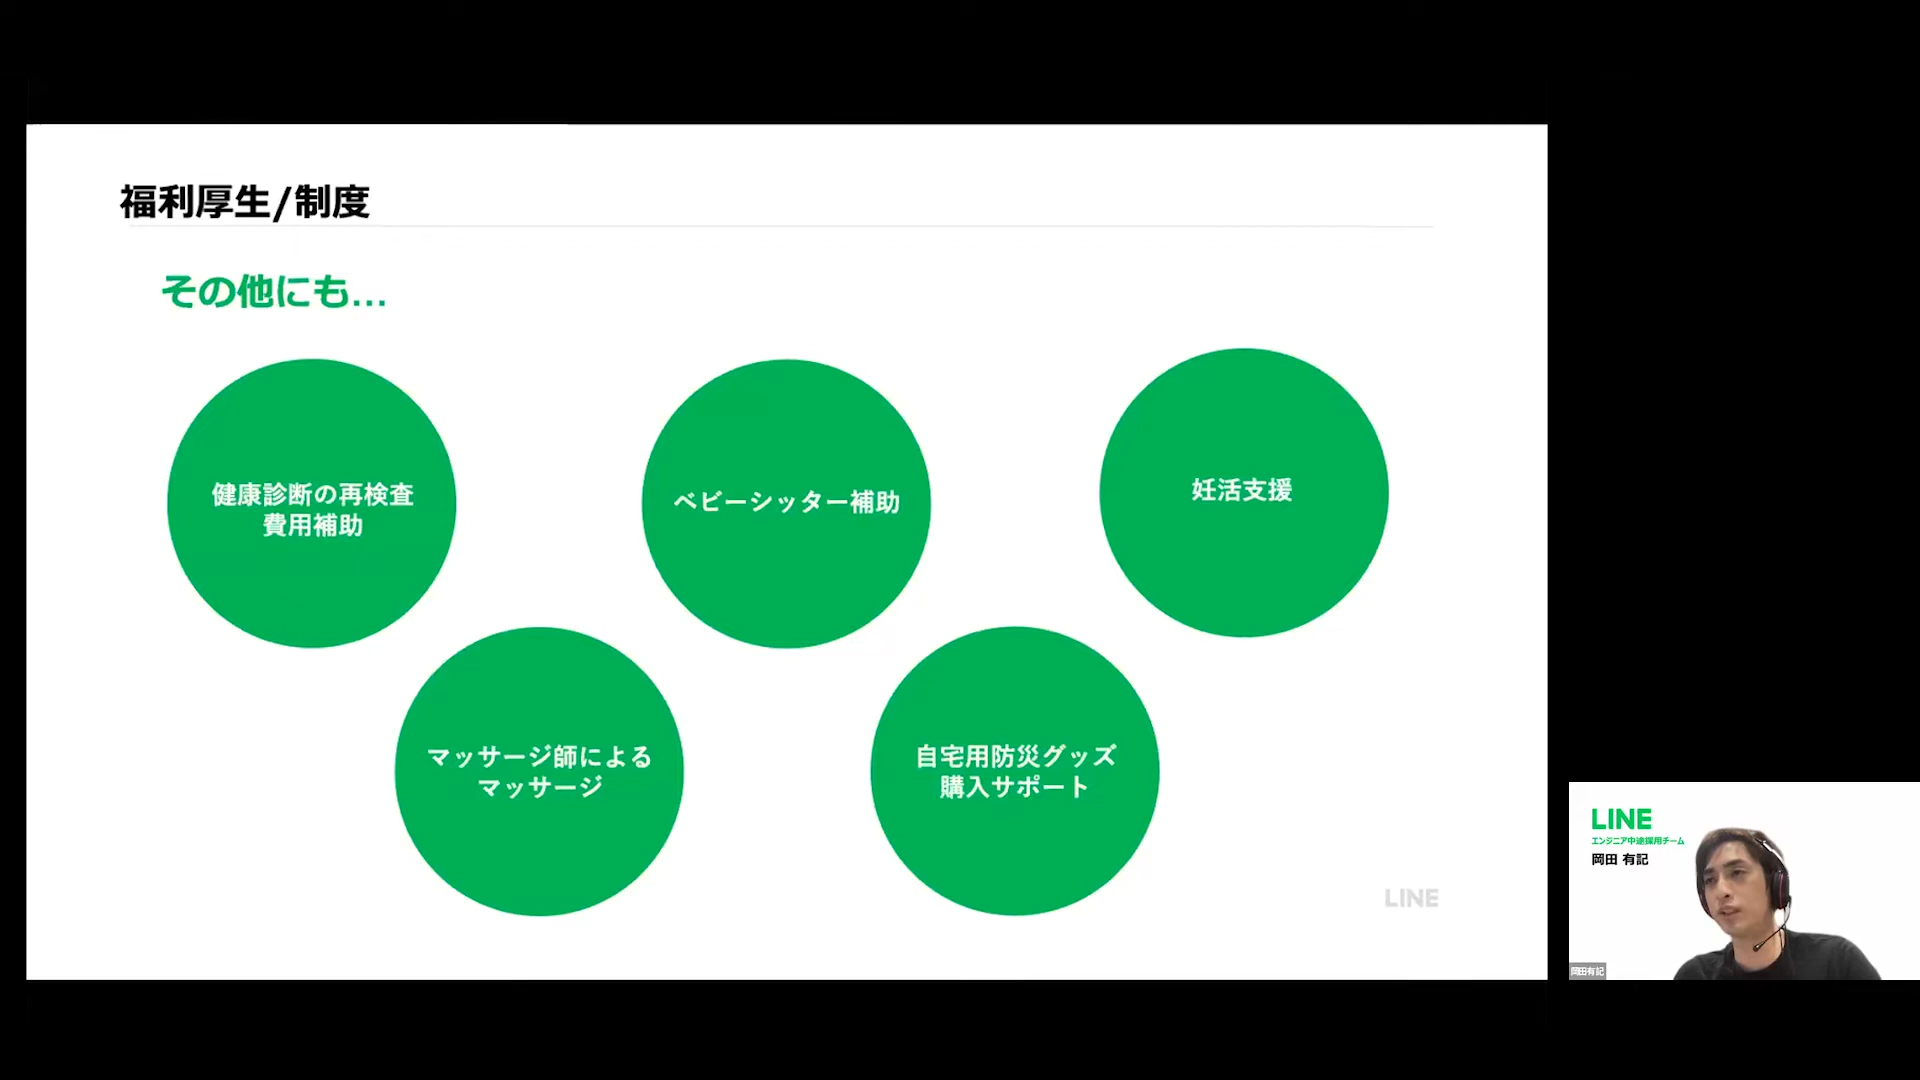 福利厚生/制度
その他にも...
健康診断の再検査
費用補助
ベビーシッター補助
妊活支援
マッサージ師による
マッサージ
自宅用防災グッズ
購入サポート
LINE
LINE
エンジニア中途採用チーム
岡田 有記
岡田有記